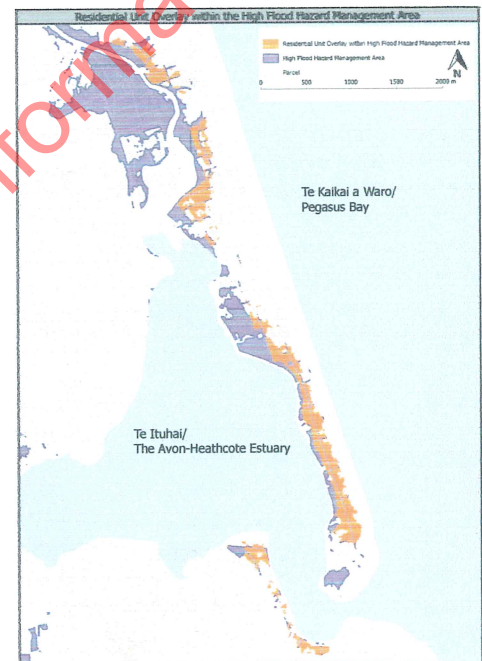 Residential Unit Overlay within the High Flood Hazard Management Area
Residential Unit Overlay within High Flood Hazard Management Area
High Flood Hazard Management Area
Parcel
N
0 500 1000 1500 2000 m
Te Kaikai a Waro/
Pegasus Bay
Te Ituhai/
The Avon-Heathcote Estuary